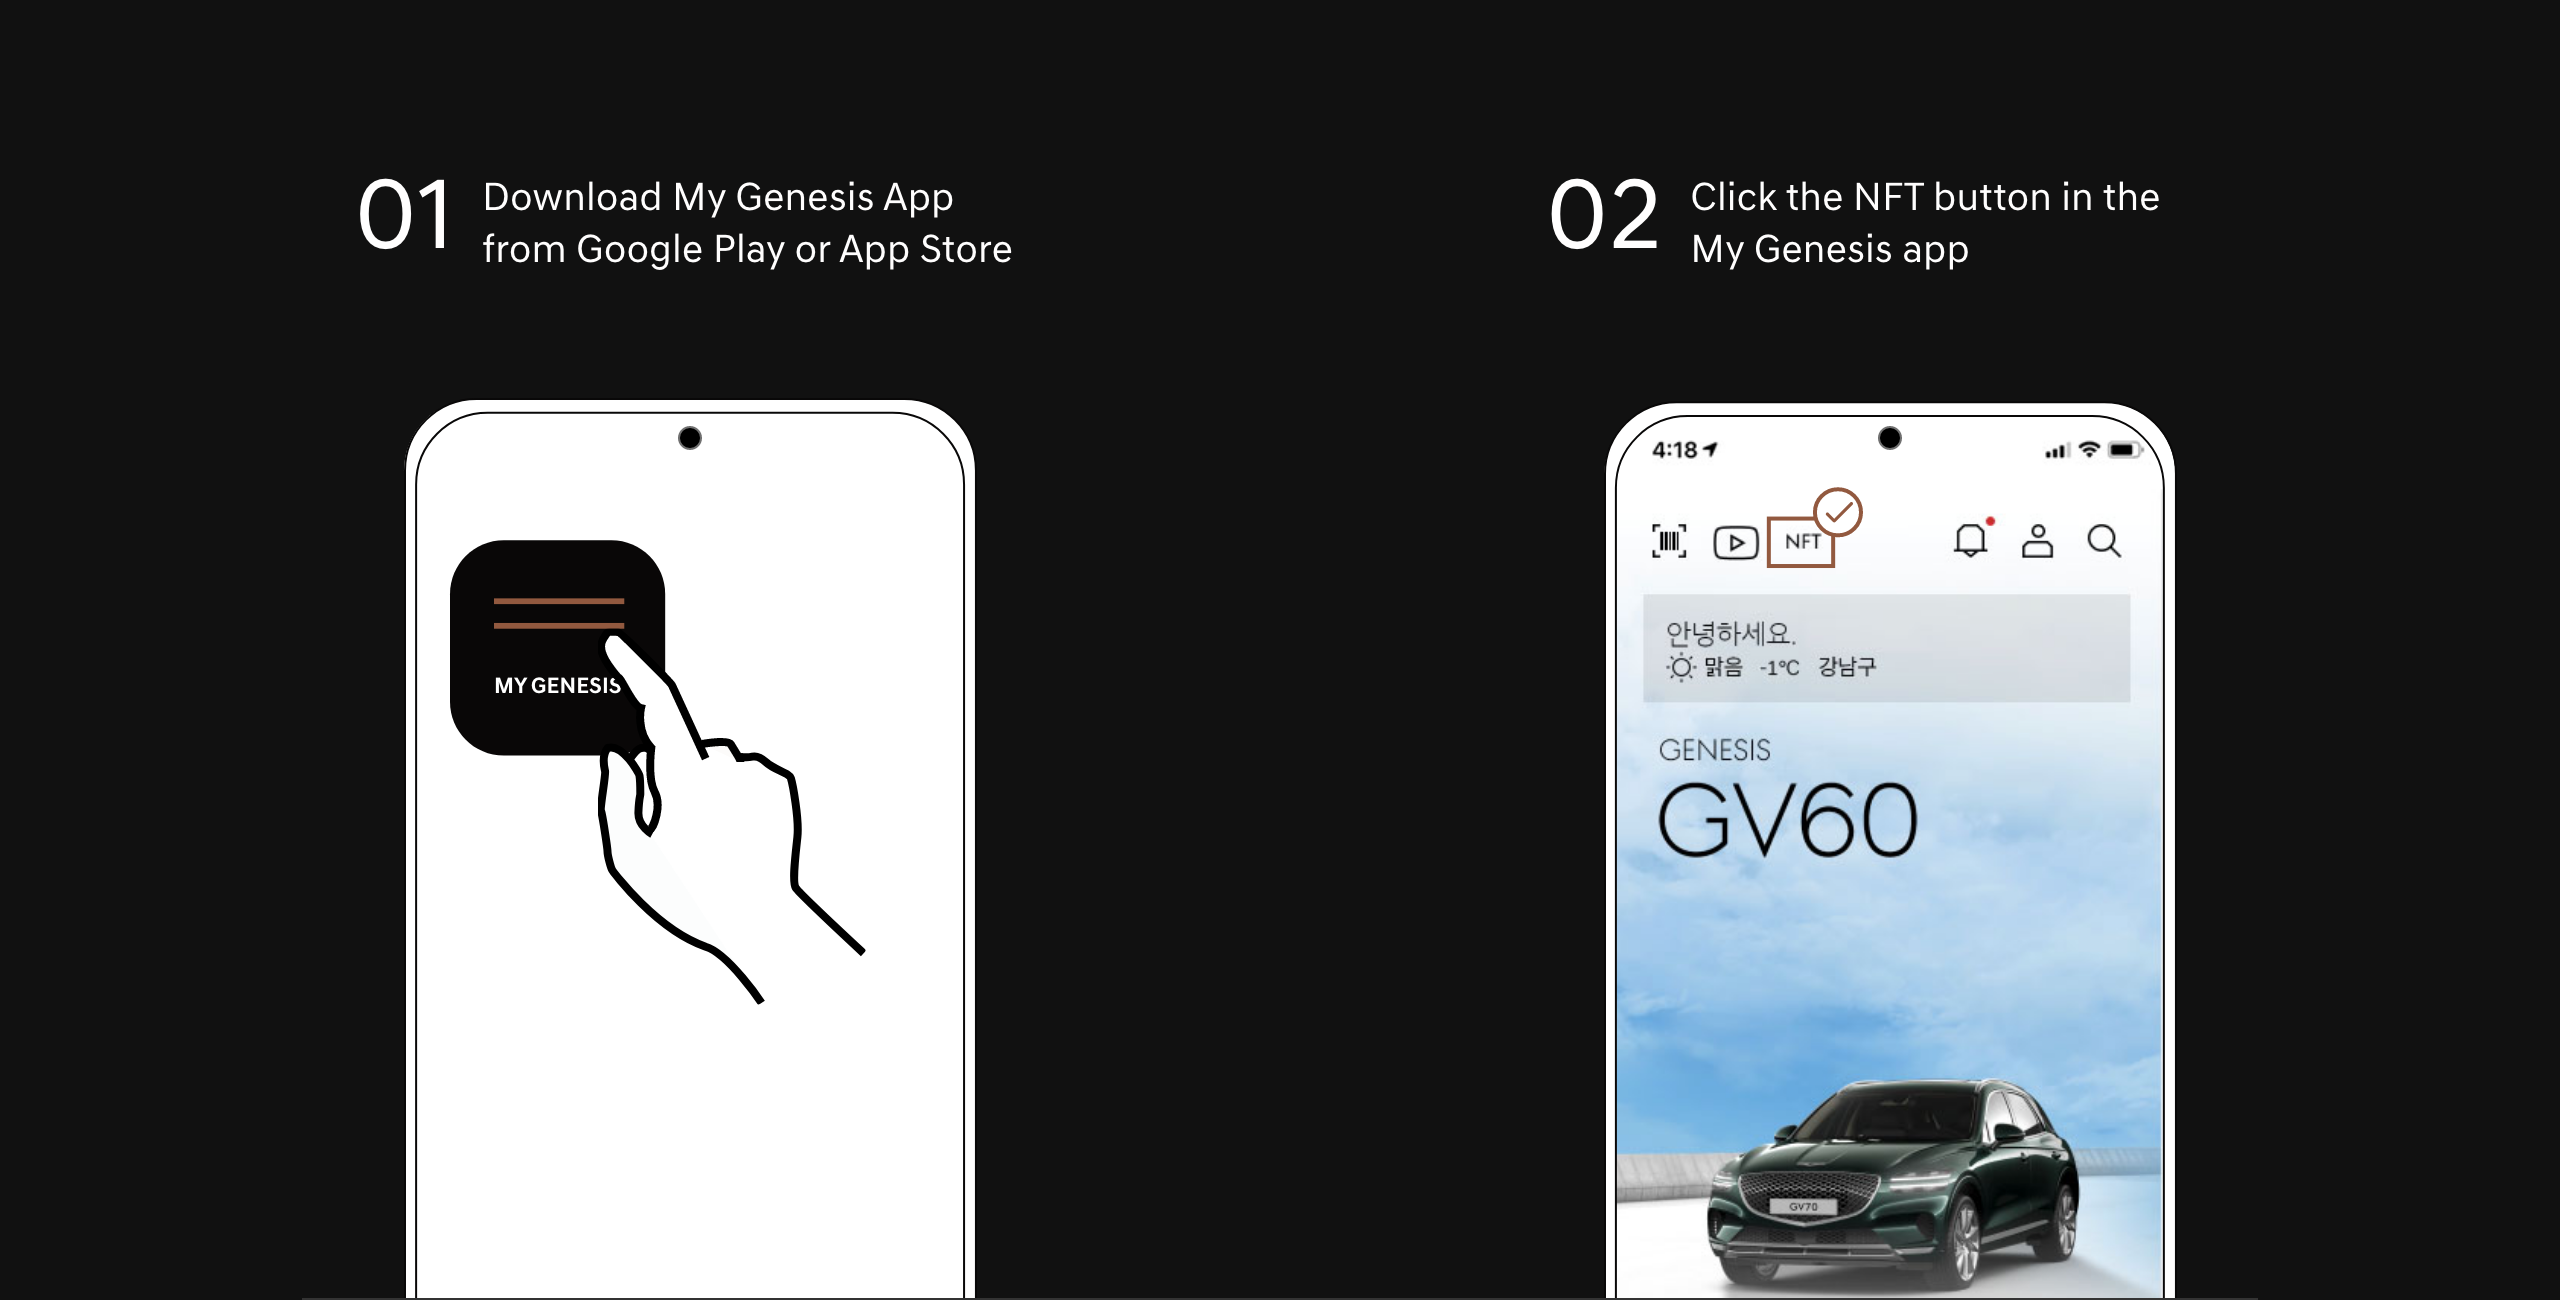 01
Download My Genesis App
from Google Play or App Store
MY GENESIS
02
Click the NFT button in the
My Genesis app
4:18
NFT
안녕하세요.
맑음 -1°C 강남구
GENESIS
GV60
GV70